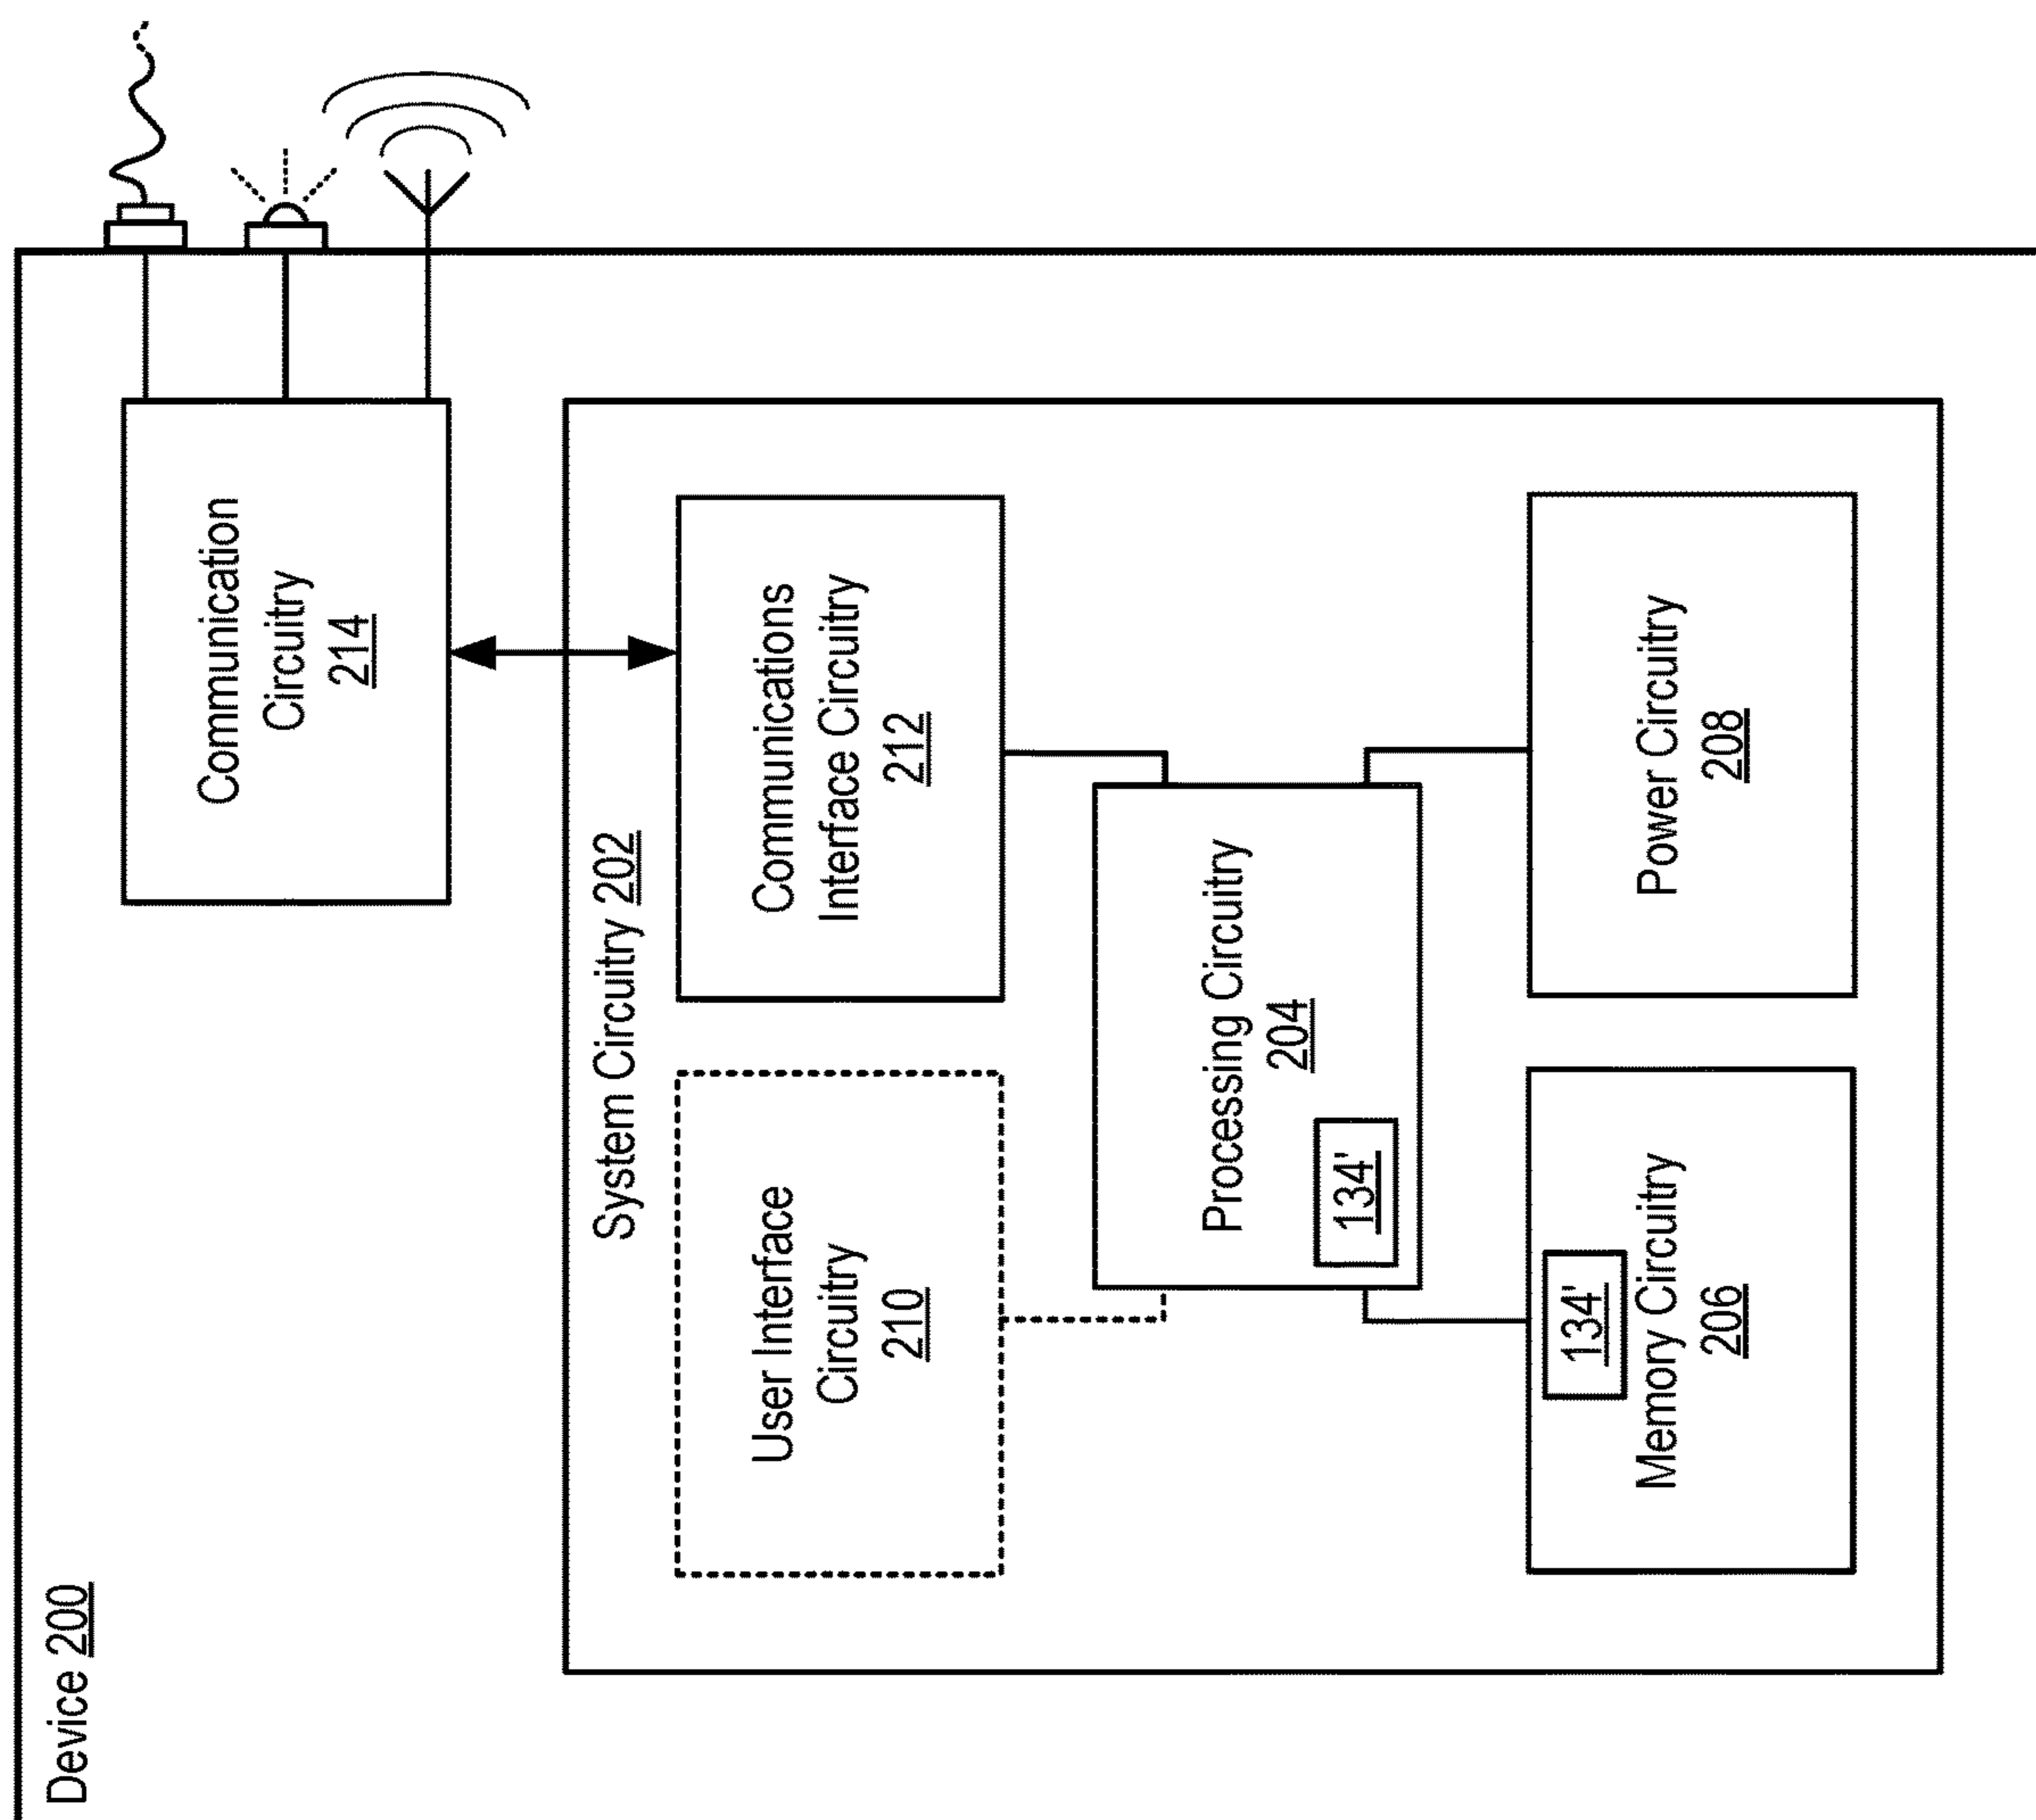 Device 200
Communication
Circuitry
214
System Circuitry 202
User Interface
Circuitry
210
Communications
Interface Circuitry
212
Processing Circuitry
204
134'
134'
Memory Circuitry
206
Power Circuitry
208